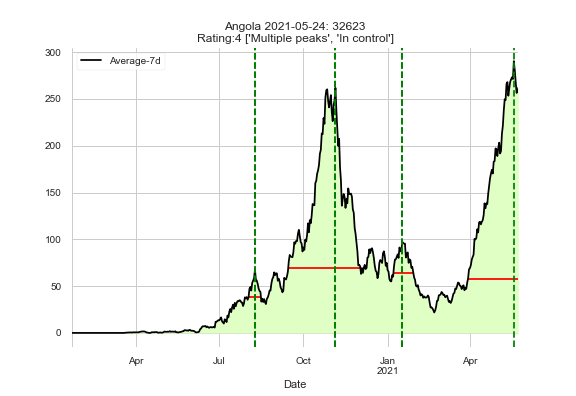 Angola 2021-05-24: 32623
Rating:4 ['Multiple peaks', 'In control']
Average-7d
300
250
200
150
100
50
0
Apr
Jul
Oct
Jan
2021
Apr
Date